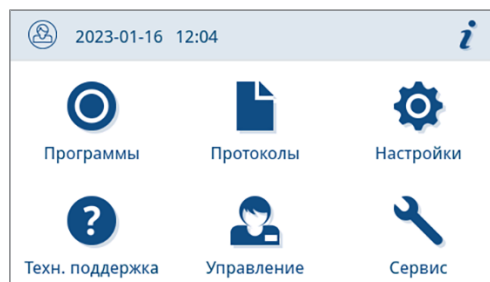 2023-01-16 12:04 i
Программы Протоколы Настройки
?
Техн. поддержка Управление Сервис